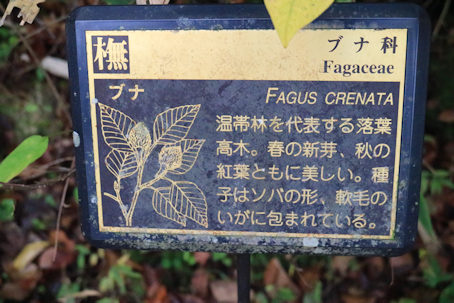 橅
ブナ科
Fagaceae
ブナ
FAGUS CRENATA
温帯林を代表する落葉
高木。春の新芽、秋の
紅葉ともに美しい。種
子はソバの形、軟毛の
いがに包まれている。